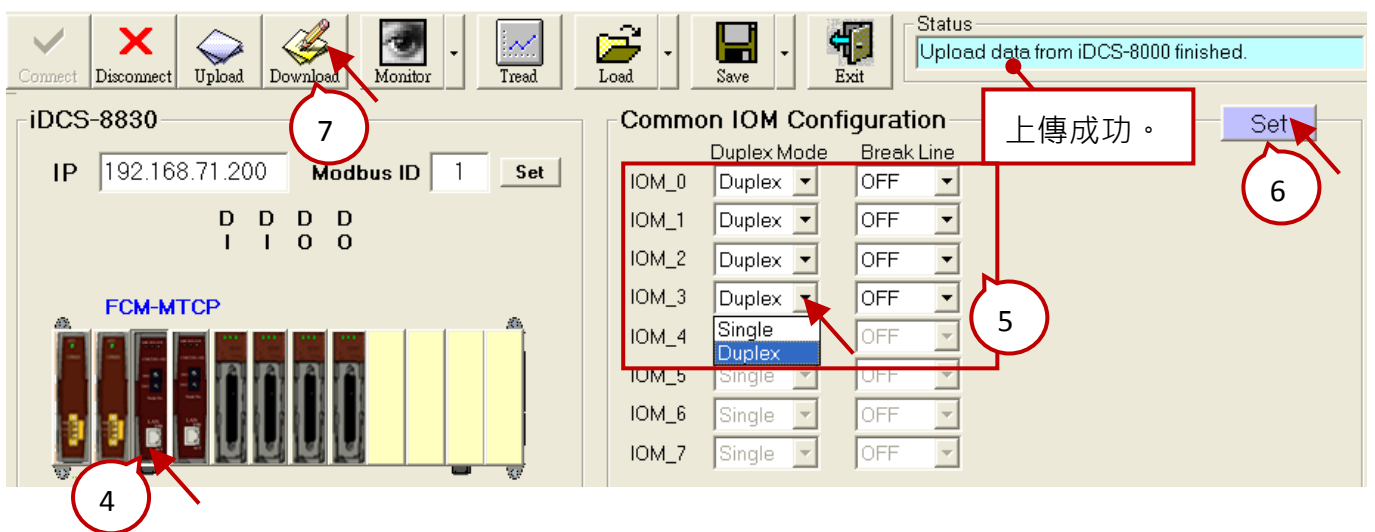 Status
Connect Disconnect Upload Download Monitor Tread Load Save Exit
Upload data from iDCS-8000 finished.
上傳成功。
7
iDCS-8830
IP 192.168.71.200 Modbus ID 1 Set
D D D D
I I O O
FCM-MTCP
4
Common IOM Configuration
Set
6
Duplex Mode Break Line
IOM_0 Duplex OFF
IOM_1 Duplex OFF
IOM_2 Duplex OFF
IOM_3 Duplex OFF
Single
Duplex
IOM_4 OFF
5
IOM_5 Single OFF
IOM_6 Single OFF
IOM_7 Single OFF